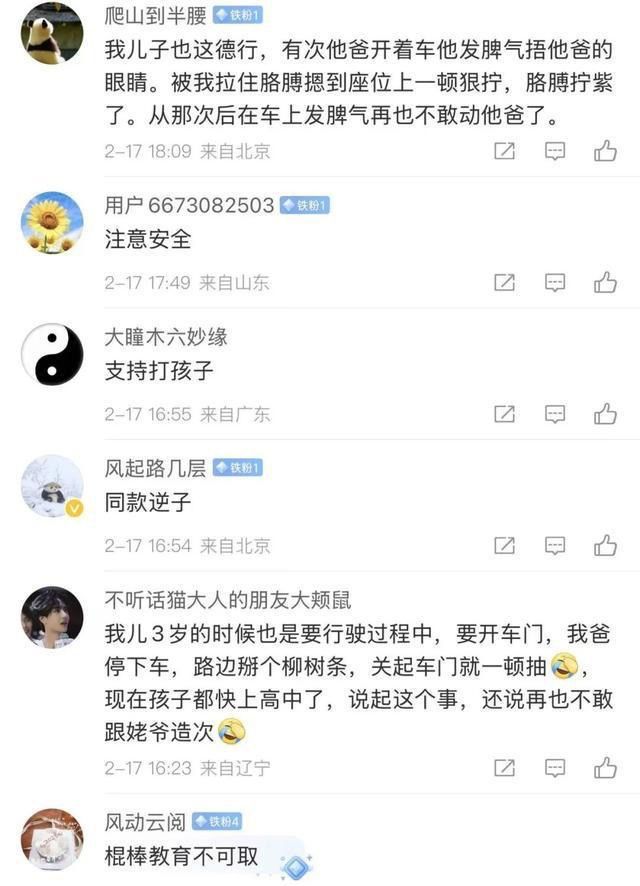 爬山到半腰 铁粉1
我儿子也这德行，有次他爸开着车他发脾气捂他爸的
眼睛。被我拉住胳膊摁到座位上一顿狠拧，胳膊拧紫
了。从那次后在车上发脾气再也不敢动他爸了。
2-17 18:09 来自北京
用户6673082503 铁粉1
注意安全
2-17 17:49 来自山东
大瞳木六妙缘
支持打孩子
2-17 16:55 来自广东
风起路几层 铁粉1
同款逆子
2-17 16:54 来自北京
不听话猫大人的朋友大颊鼠
我儿3岁的时候也是要行驶过程中，要开车门，我爸
停下车，路边掰个柳树条，关起车门就一顿抽🤣，
现在孩子都快上高中了，说起这个事，还说再也不敢
跟姥爷造次🤣
2-17 16:23 来自辽宁
风动云阅 铁粉4
棍棒教育不可取